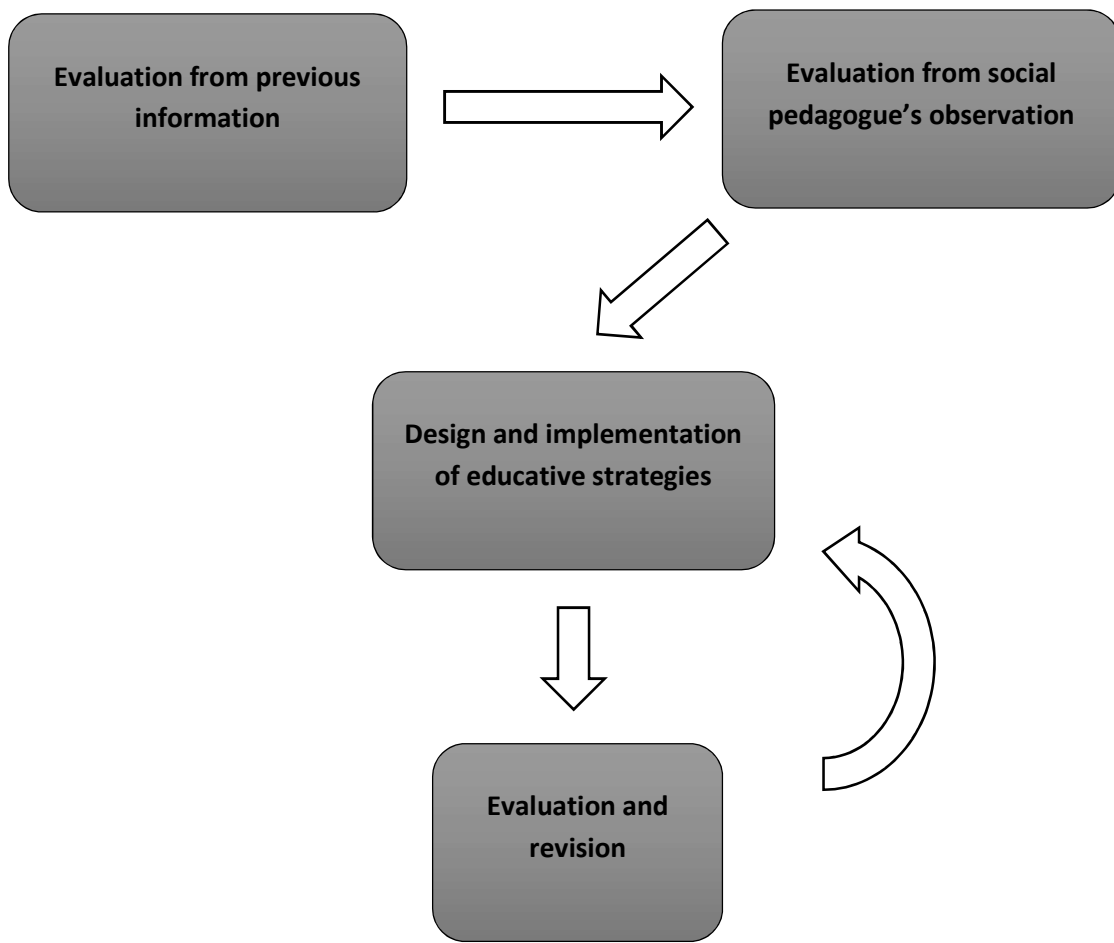 Evaluation from previous
information
Evaluation from social
pedagogue’s observation
Design and implementation
of educative strategies
Evaluation and
revision